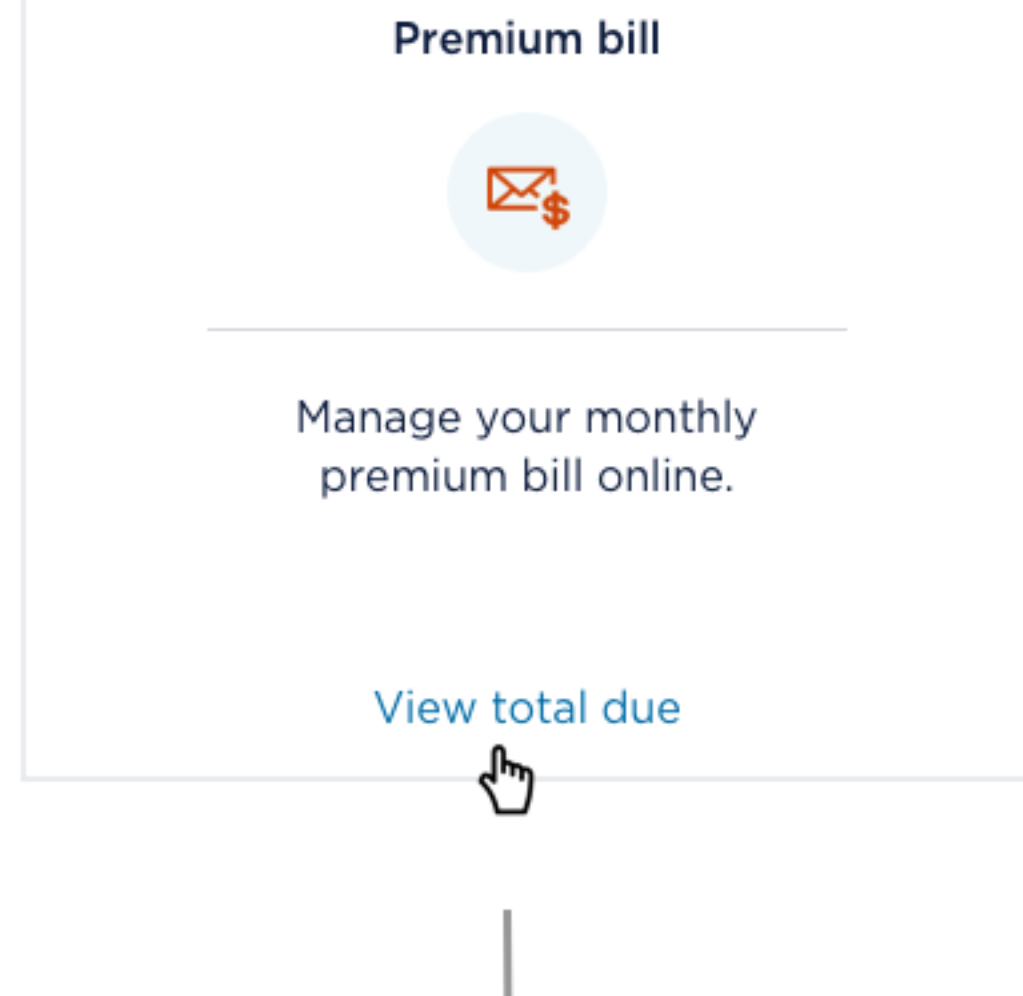 Premium bill
$
Manage your monthly
premium bill online.
View total due